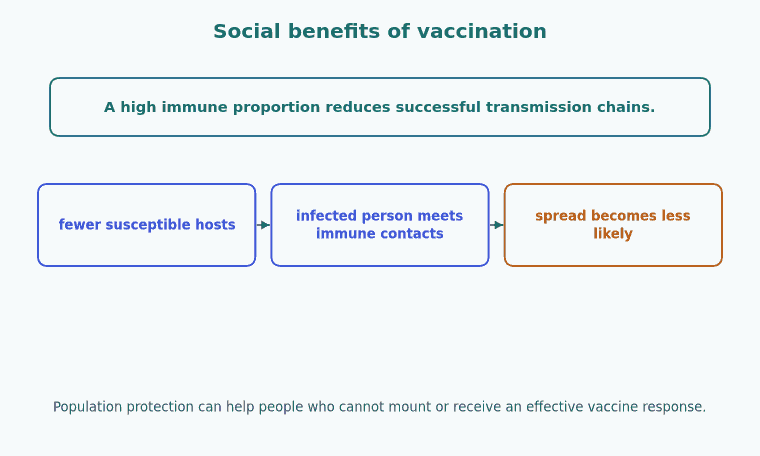 Social benefits of vaccination
A high immune proportion reduces successful transmission chains.
fewer susceptible hosts
infected person meets
immune contacts
spread becomes less
likely
Population protection can help people who cannot mount or receive an effective vaccine response.